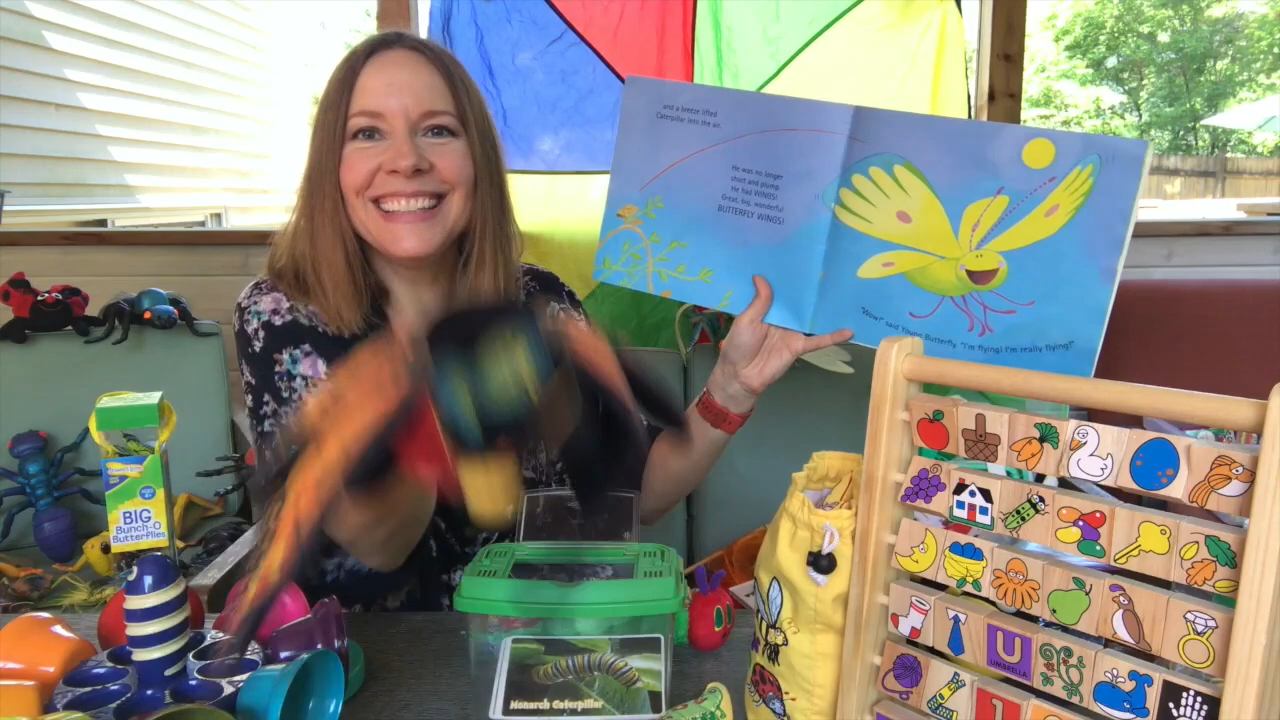 and a breeze lifted
Caterpillar into the air.
He was no longer
short and plump.
He had WINGS!
Great, big, wonderful
BUTTERFLY WINGS!
"Wow!" said Young Butterfly. "I'm flying! I'm really flying!"
BIG
Bunch-O
Butterflies
Monarch Caterpillar
U
UMBRELLA
1